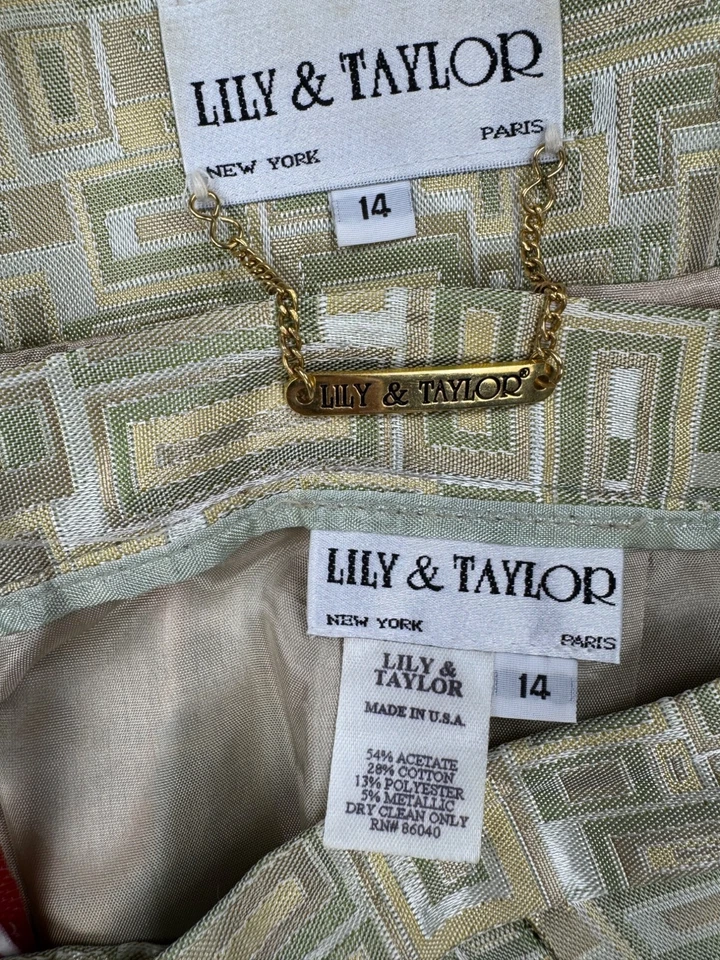 LILY & TAYLOR
NEW YORK PARIS
14
LILY & TAYLOR®
LILY & TAYLOR
NEW YORK PARIS
LILY &
TAYLOR
MADE IN U.S.A.
14
54% ACETATE
28% COTTON
13% POLYESTER
5% METALLIC
DRY CLEAN ONLY
RN# 86040